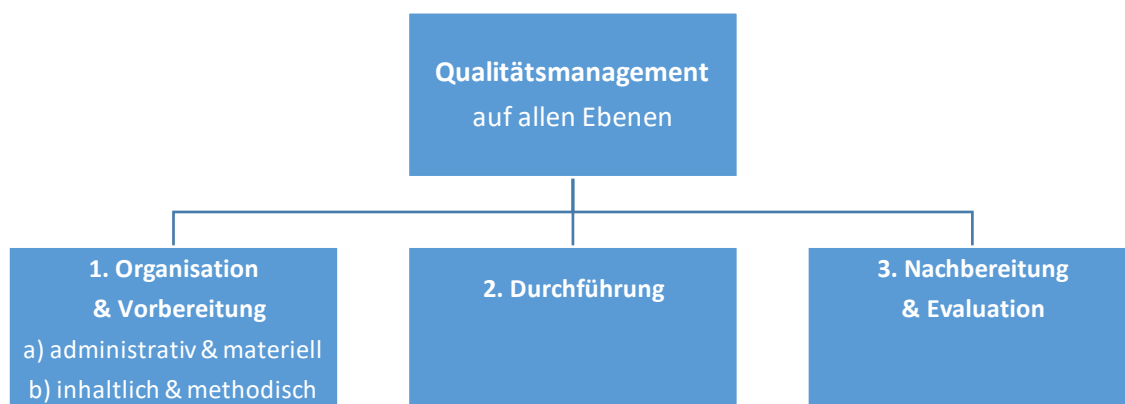 Qualitätsmanagement
auf allen Ebenen
1. Organisation
& Vorbereitung
a) administrativ & materiell
b) inhaltlich & methodisch
2. Durchführung
3. Nachbereitung
& Evaluation